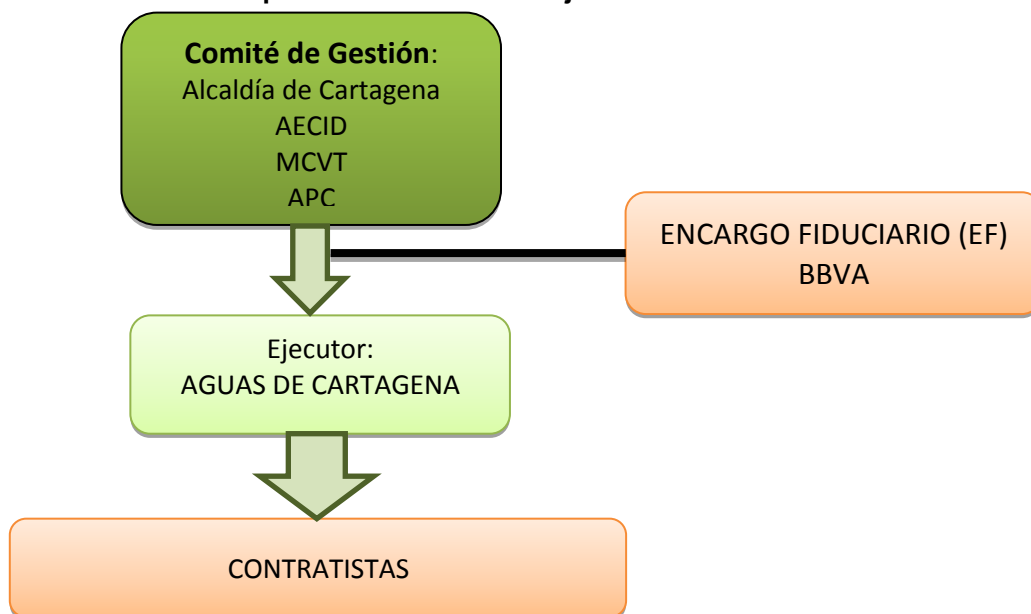 Comité de Gestión:
Alcaldía de Cartagena
AECID
MCVT
APC
ENCARGO FIDUCIARIO (EF)
BBVA
Ejecutor:
AGUAS DE CARTAGENA
CONTRATISTAS